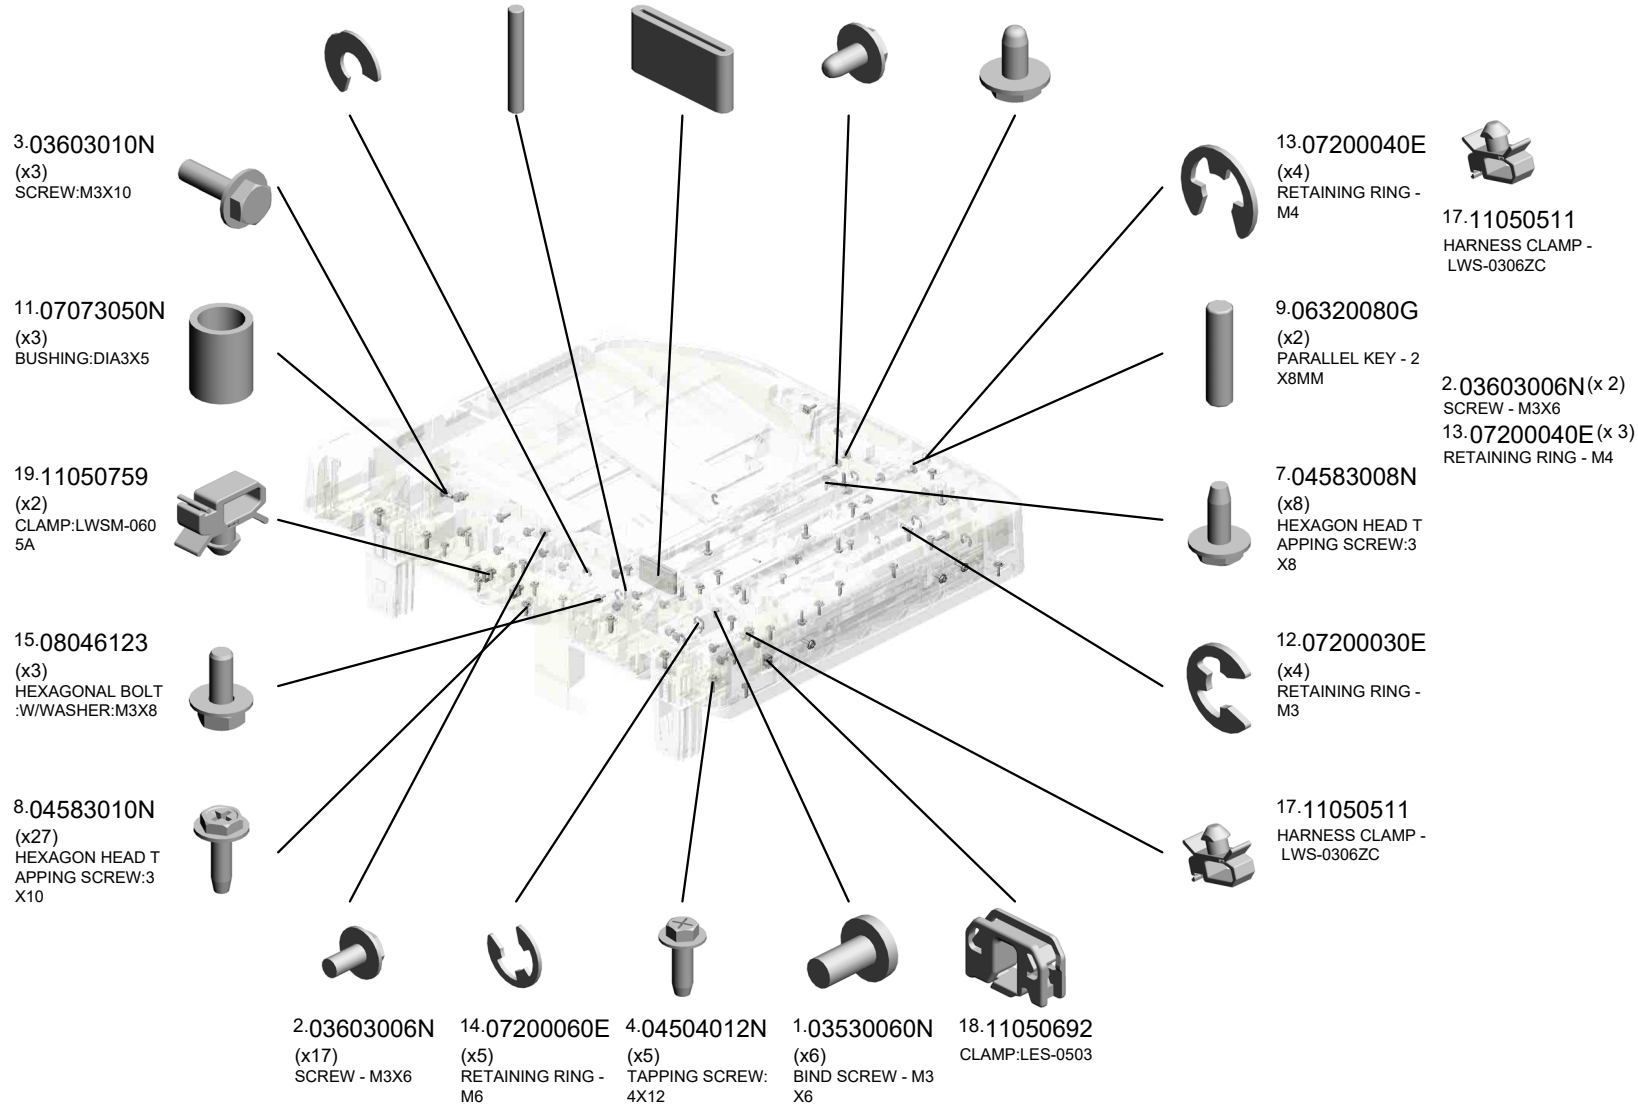 3.03603010N
(x3)
SCREW:M3X10
11.07073050N
(x3)
BUSHING:DIA3X5
19.11050759
(x2)
CLAMP:LWSM-060
5A
15.08046123
(x3)
HEXAGONAL BOLT
:W/WASHER:M3X8
8.04583010N
(x27)
HEXAGON HEAD T
APPING SCREW:3
X10
2.03603006N
(x17)
SCREW - M3X6
14.07200060E
(x5)
RETAINING RING -
M6
4.04504012N
(x5)
TAPPING SCREW:
4X12
1.03530060N
(x6)
BIND SCREW - M3
X6
18.11050692
CLAMP:LES-0503
13.07200040E
(x4)
RETAINING RING -
M4
9.06320080G
(x2)
PARALLEL KEY - 2
X8MM
7.04583008N
(x8)
HEXAGON HEAD T
APPING SCREW:3
X8
12.07200030E
(x4)
RETAINING RING -
M3
17.11050511
HARNESS CLAMP -
LWS-0306ZC
17.11050511
HARNESS CLAMP -
LWS-0306ZC
2.03603006N (x 2)
SCREW - M3X6
13.07200040E (x 3)
RETAINING RING - M4